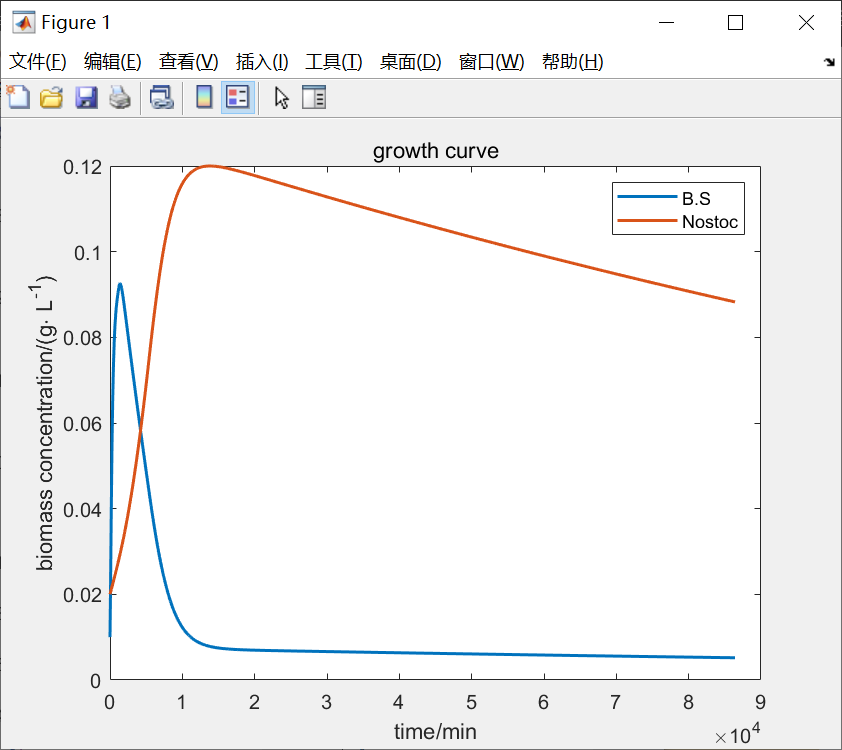 Figure 1
文件(F) 编辑(E) 查看(V) 插入(I) 工具(T) 桌面(D) 窗口(W) 帮助(H)
growth curve
0.12
0.1
0.08
0.06
0.04
0.02
0
biomass concentration/(g· L⁻¹)
B.S
Nostoc
0 1 2 3 4 5 6 7 8 9
time/min
×10⁴